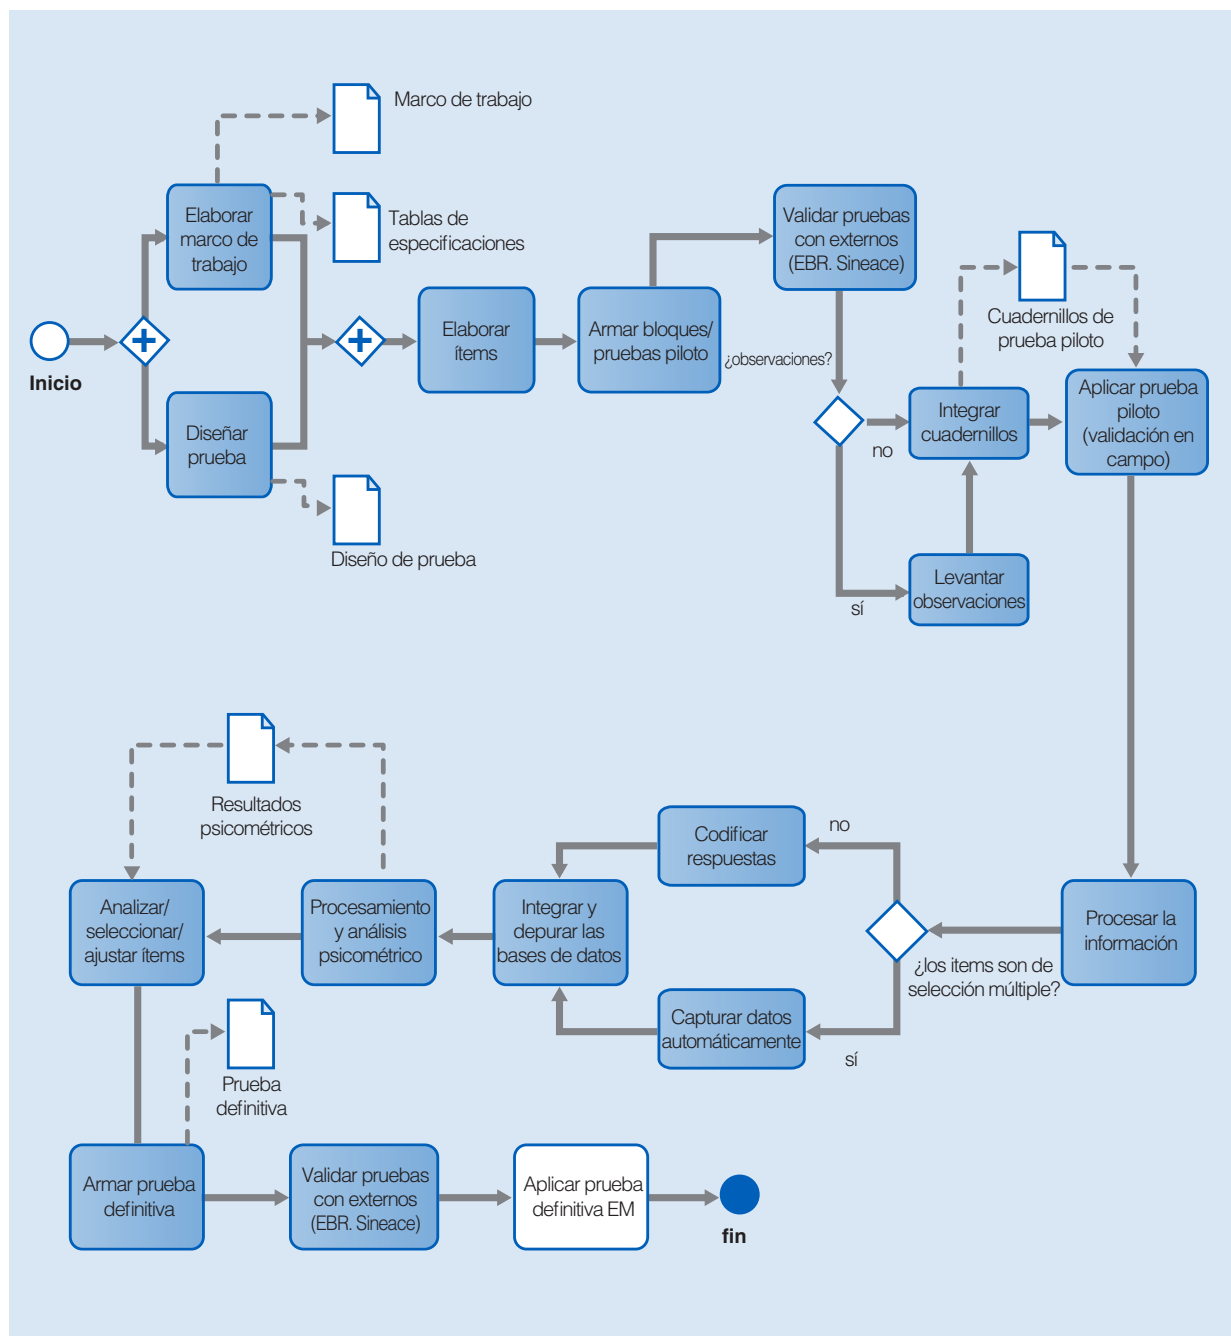 Marco de trabajo
Elaborar
marco de
trabajo
Tablas de
especificaciones
Validar pruebas
con externos
(EBR. Sineace)
Inicio
Elaborar
ítems
Armar bloques/
pruebas piloto
¿observaciones?
Cuadernillos de
prueba piloto
Diseñar
prueba
Diseño de prueba
no
Integrar
cuadernillos
Aplicar prueba
piloto
(validación en
campo)
sí
Levantar
observaciones
Resultados
psicométricos
Codificar
respuestas
no
Analizar/
seleccionar/
ajustar ítems
Procesamiento
y análisis
psicométrico
Integrar y
depurar las
bases de datos
Procesar la
información
¿los items son de
selección múltiple?
Capturar datos
automáticamente
sí
Prueba
definitiva
Armar prueba
definitiva
Validar pruebas
con externos
(EBR. Sineace)
Aplicar prueba
definitiva EM
fin